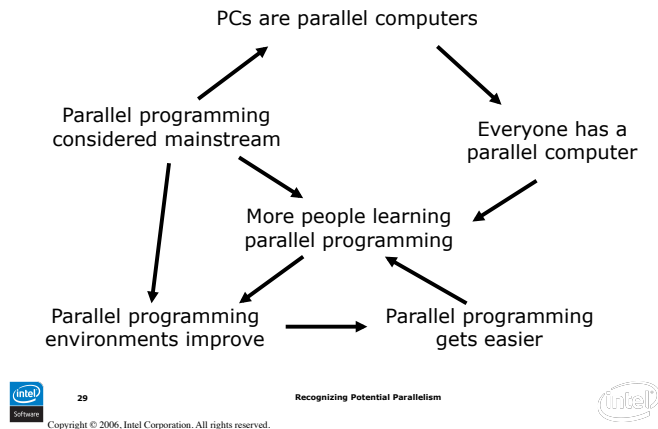 PCs are parallel computers
Parallel programming
considered mainstream
Everyone has a
parallel computer
More people learning
parallel programming
Parallel programming
environments improve
Parallel programming
gets easier
intel
Software
29
Recognizing Potential Parallelism
intel
Copyright © 2006, Intel Corporation. All rights reserved.